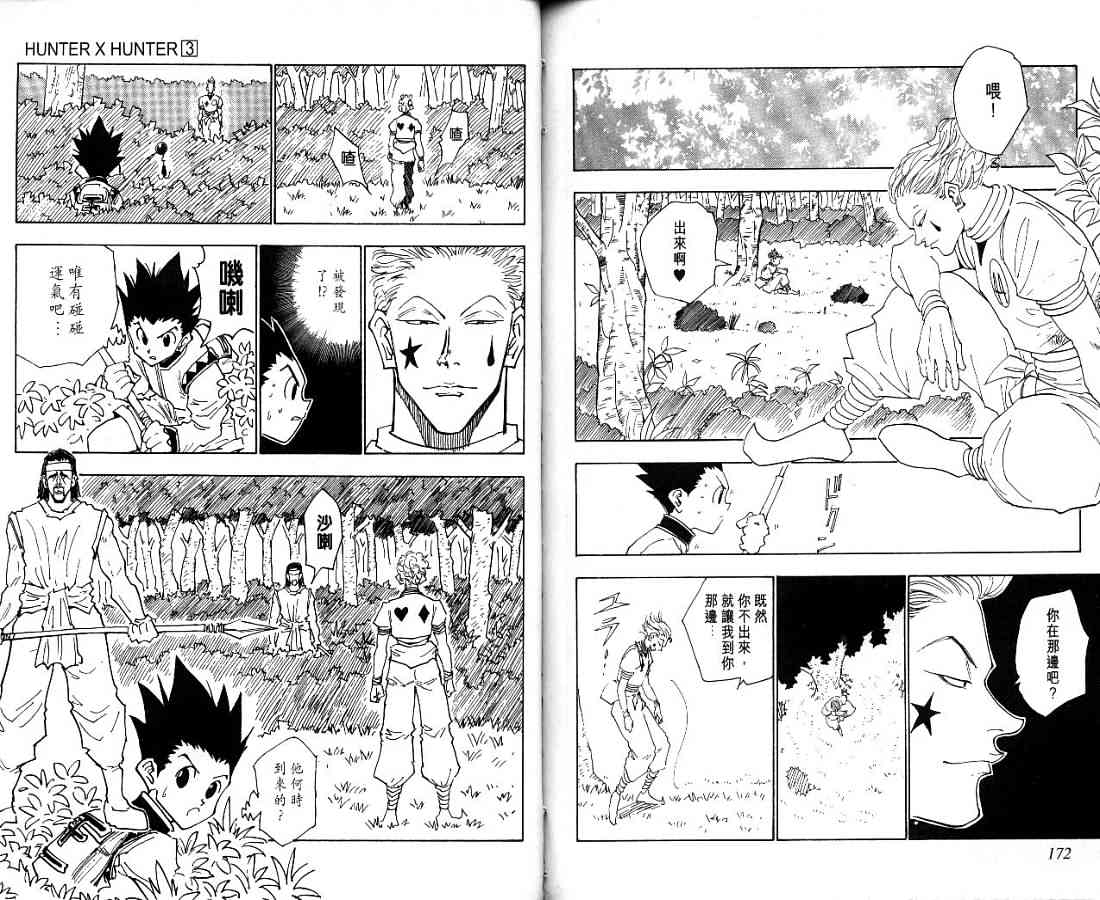 喂！
出來啊♥
ドッ
你在那邊吧？
既然
你不出來，
就讓我到你
那邊…
172
HUNTER X HUNTER 3
喳
喳
被發現
了!?
嘰
喇
唯有碰碰
運氣吧…
沙喇
他何時
到來的？